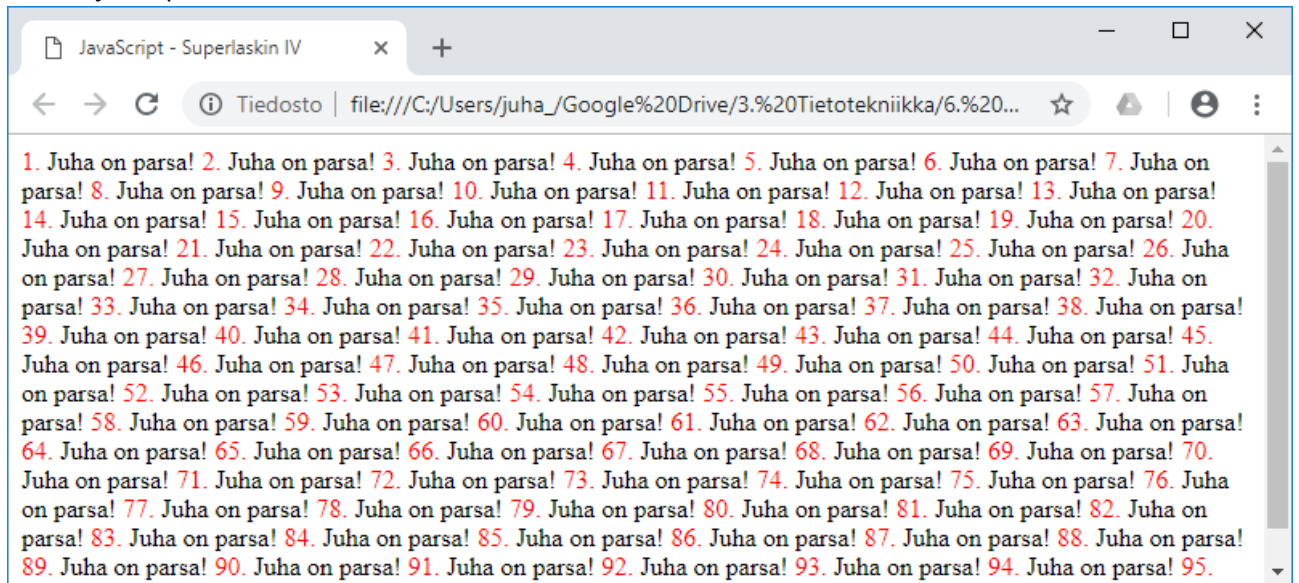 JavaScript - Superlaskin IV
Tiedosto | file:///C:/Users/juha_/Google%20Drive/3.%20Tietotekniikka/6.%20...
1. Juha on parsa! 2. Juha on parsa! 3. Juha on parsa! 4. Juha on parsa! 5. Juha on parsa! 6. Juha on parsa! 7. Juha on
parsa! 8. Juha on parsa! 9. Juha on parsa! 10. Juha on parsa! 11. Juha on parsa! 12. Juha on parsa! 13. Juha on parsa!
14. Juha on parsa! 15. Juha on parsa! 16. Juha on parsa! 17. Juha on parsa! 18. Juha on parsa! 19. Juha on parsa! 20.
Juha on parsa! 21. Juha on parsa! 22. Juha on parsa! 23. Juha on parsa! 24. Juha on parsa! 25. Juha on parsa! 26. Juha
on parsa! 27. Juha on parsa! 28. Juha on parsa! 29. Juha on parsa! 30. Juha on parsa! 31. Juha on parsa! 32. Juha on
parsa! 33. Juha on parsa! 34. Juha on parsa! 35. Juha on parsa! 36. Juha on parsa! 37. Juha on parsa! 38. Juha on parsa!
39. Juha on parsa! 40. Juha on parsa! 41. Juha on parsa! 42. Juha on parsa! 43. Juha on parsa! 44. Juha on parsa! 45.
Juha on parsa! 46. Juha on parsa! 47. Juha on parsa! 48. Juha on parsa! 49. Juha on parsa! 50. Juha on parsa! 51. Juha
on parsa! 52. Juha on parsa! 53. Juha on parsa! 54. Juha on parsa! 55. Juha on parsa! 56. Juha on parsa! 57. Juha on
parsa! 58. Juha on parsa! 59. Juha on parsa! 60. Juha on parsa! 61. Juha on parsa! 62. Juha on parsa! 63. Juha on parsa!
64. Juha on parsa! 65. Juha on parsa! 66. Juha on parsa! 67. Juha on parsa! 68. Juha on parsa! 69. Juha on parsa! 70.
Juha on parsa! 71. Juha on parsa! 72. Juha on parsa! 73. Juha on parsa! 74. Juha on parsa! 75. Juha on parsa! 76. Juha
on parsa! 77. Juha on parsa! 78. Juha on parsa! 79. Juha on parsa! 80. Juha on parsa! 81. Juha on parsa! 82. Juha on
parsa! 83. Juha on parsa! 84. Juha on parsa! 85. Juha on parsa! 86. Juha on parsa! 87. Juha on parsa! 88. Juha on parsa!
89. Juha on parsa! 90. Juha on parsa! 91. Juha on parsa! 92. Juha on parsa! 93. Juha on parsa! 94. Juha on parsa! 95.